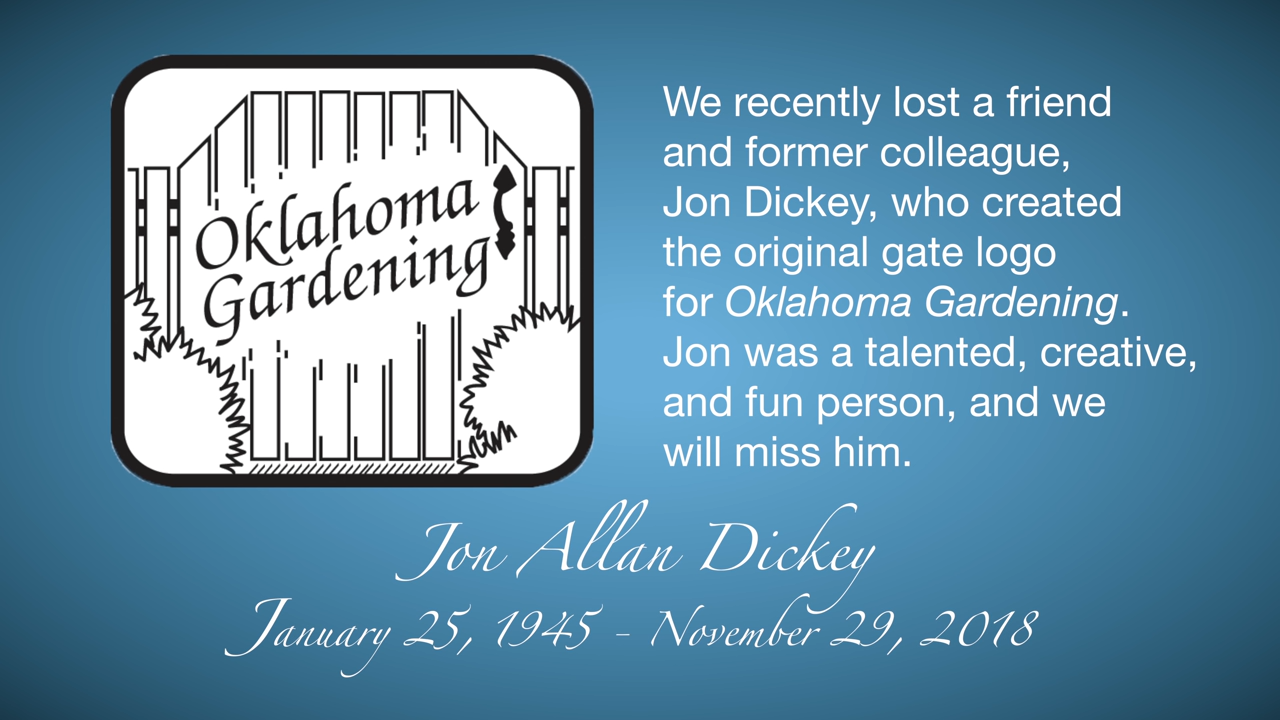 Oklahoma
Gardening
We recently lost a friend
and former colleague,
Jon Dickey, who created
the original gate logo
for Oklahoma Gardening.
Jon was a talented, creative,
and fun person, and we
will miss him.
Jon Allan Dickey
January 25, 1945 - November 29, 2018